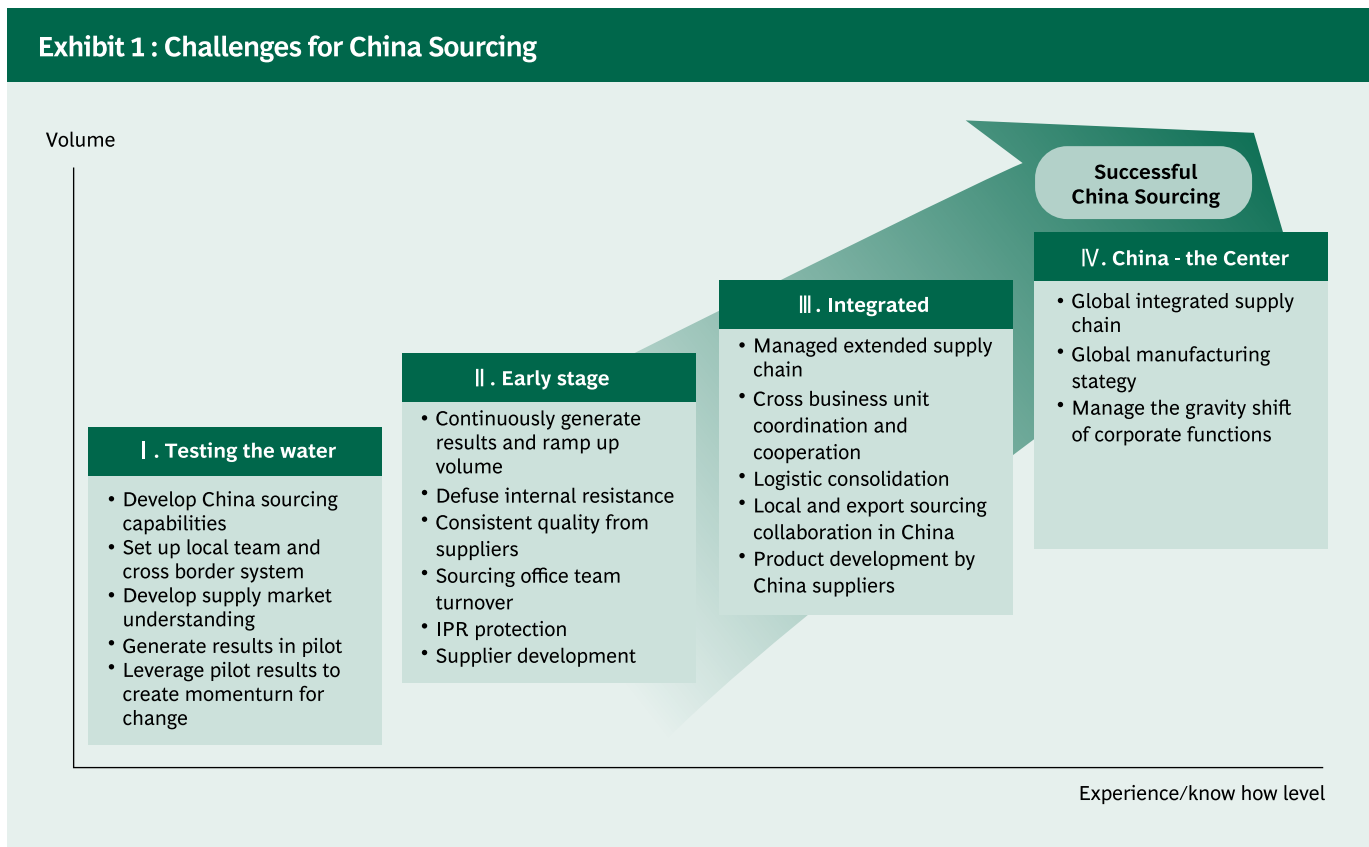 Exhibit 1 : Challenges for China Sourcing
Volume
Successful
China Sourcing
Ⅰ. Testing the water
• Develop China sourcing
capabilities
• Set up local team and
cross border system
• Develop supply market
understanding
• Generate results in pilot
• Leverage pilot results to
create momenturn for
change
Ⅱ. Early stage
• Continuously generate
results and ramp up
volume
• Defuse internal resistance
• Consistent quality from
suppliers
• Sourcing office team
turnover
• IPR protection
• Supplier development
Ⅲ. Integrated
• Managed extended supply
chain
• Cross business unit
coordination and
cooperation
• Logistic consolidation
• Local and export sourcing
collaboration in China
• Product development by
China suppliers
Ⅳ. China - the Center
• Global integrated supply
chain
• Global manufacturing
stategy
• Manage the gravity shift
of corporate functions
Experience/know how level